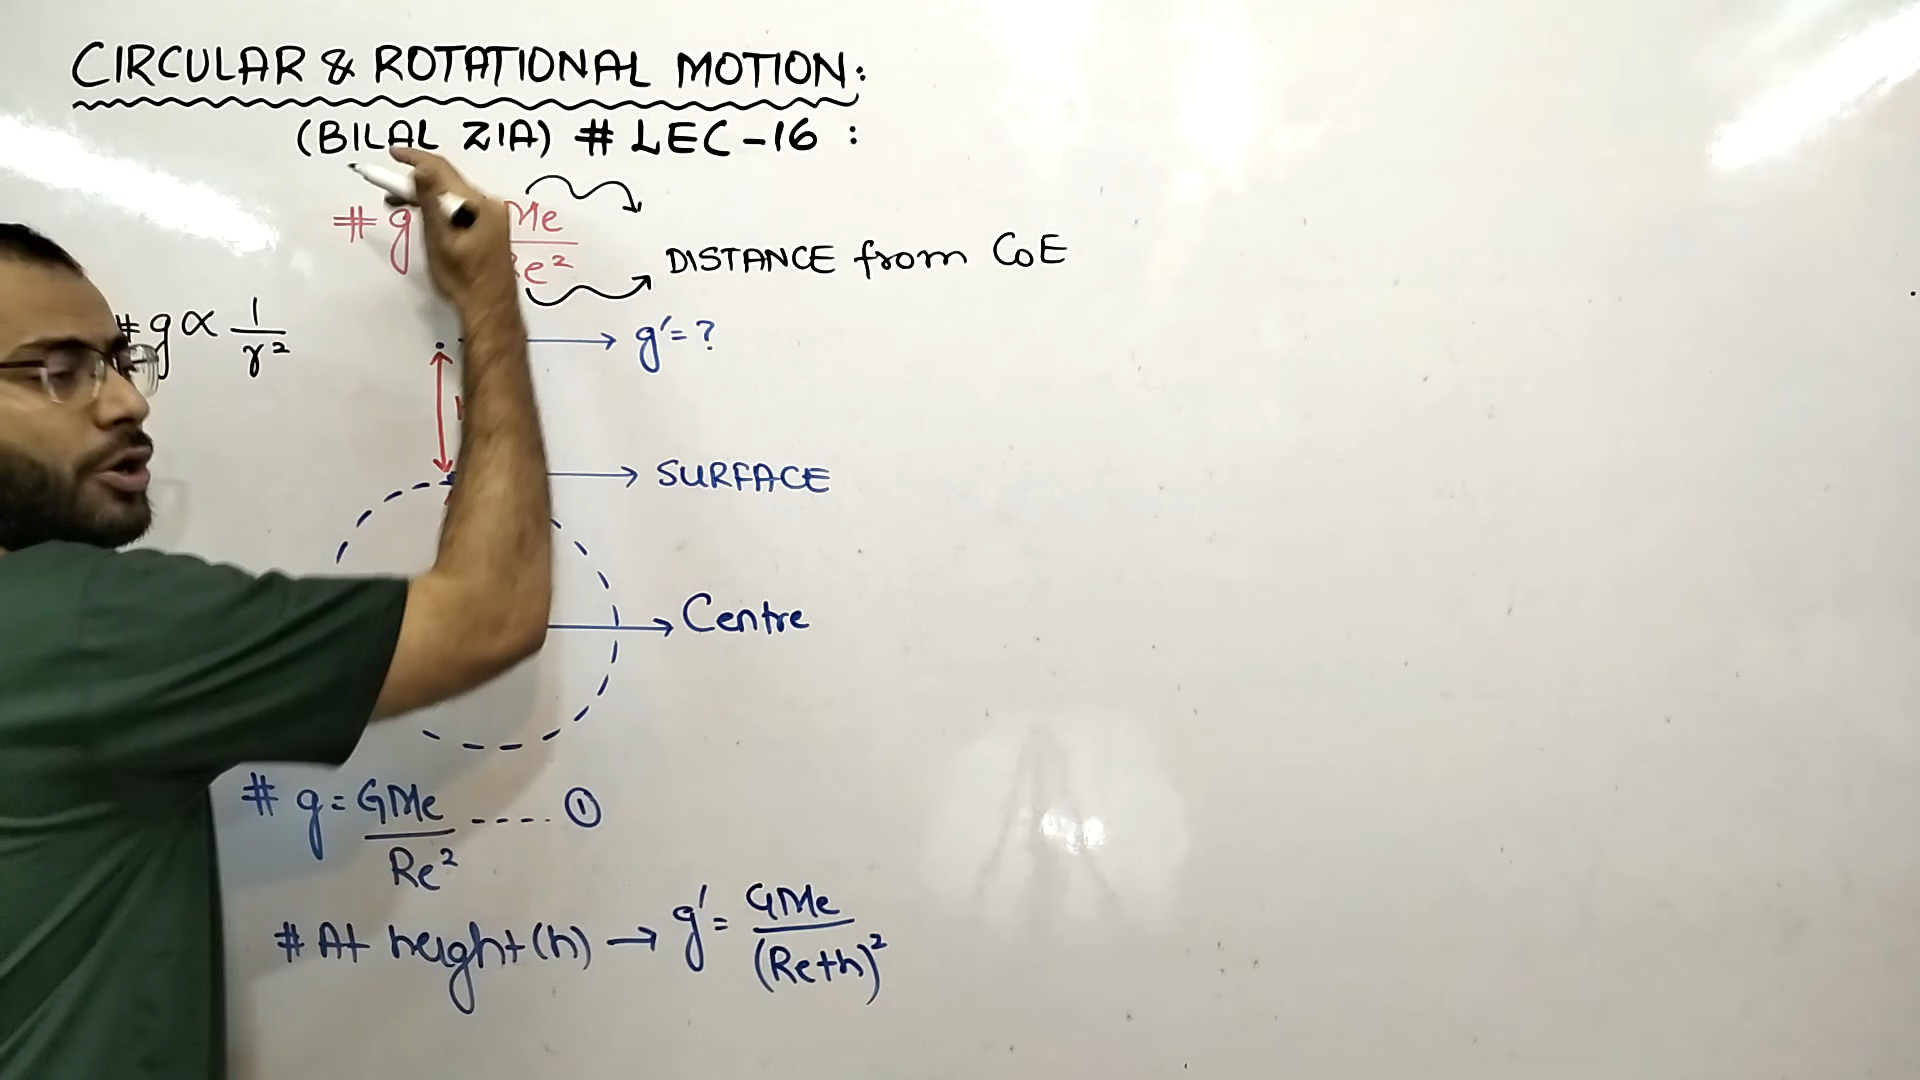 CIRCULAR & ROTATIONAL MOTION:
(BILAL ZIA) # LEC-16 :
# g Me
e²
DISTANCE from CoE
# g ∝ 1/r²
g' = ?
SURFACE
Centre
# g = GMe/Re² ---- ①
# At height (h) → g' = GMe/(Re+h)²